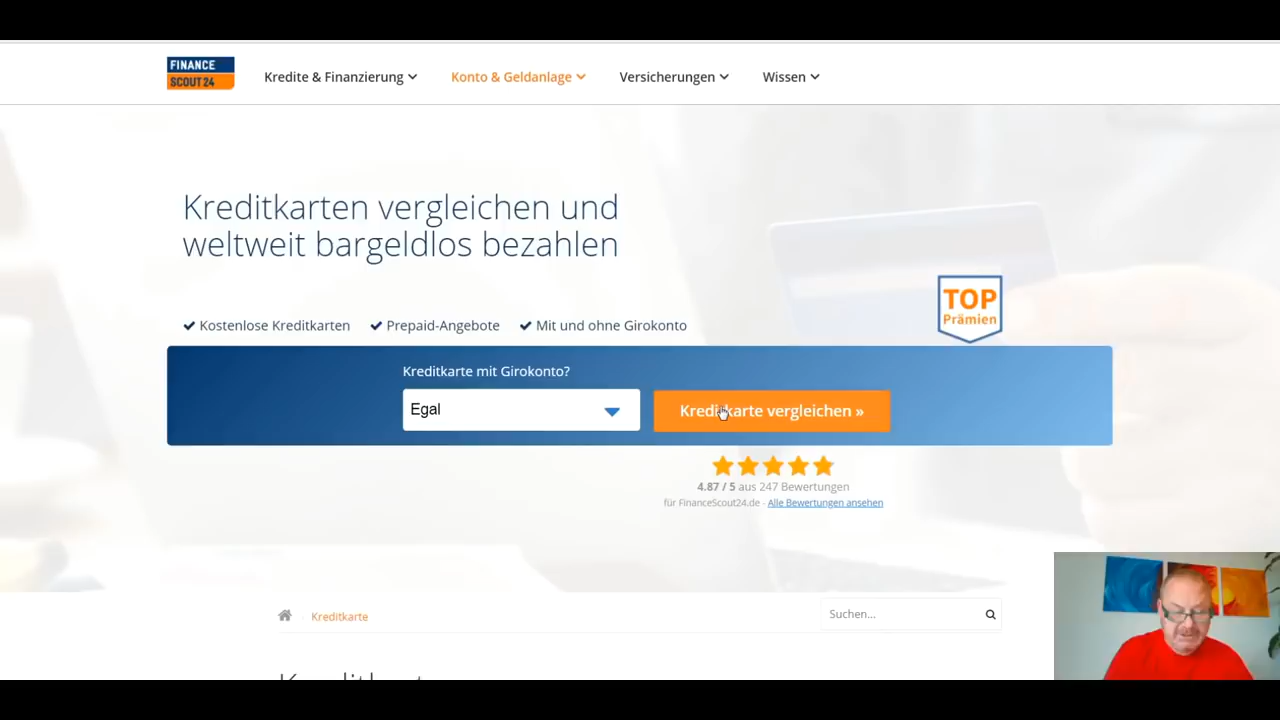 FINANCE
SCOUT24
Kredite & Finanzierung
Konto & Geldanlage
Versicherungen
Wissen
Kreditkarten vergleichen und
weltweit bargeldlos bezahlen
Kostenlose Kreditkarten
Prepaid-Angebote
Mit und ohne Girokonto
TOP
Prämien
Kreditkarte mit Girokonto?
Egal
Kreditkarte vergleichen »
4.87 / 5 aus 247 Bewertungen
für FinanceScout24.de - Alle Bewertungen ansehen
Kreditkarte
Suchen...